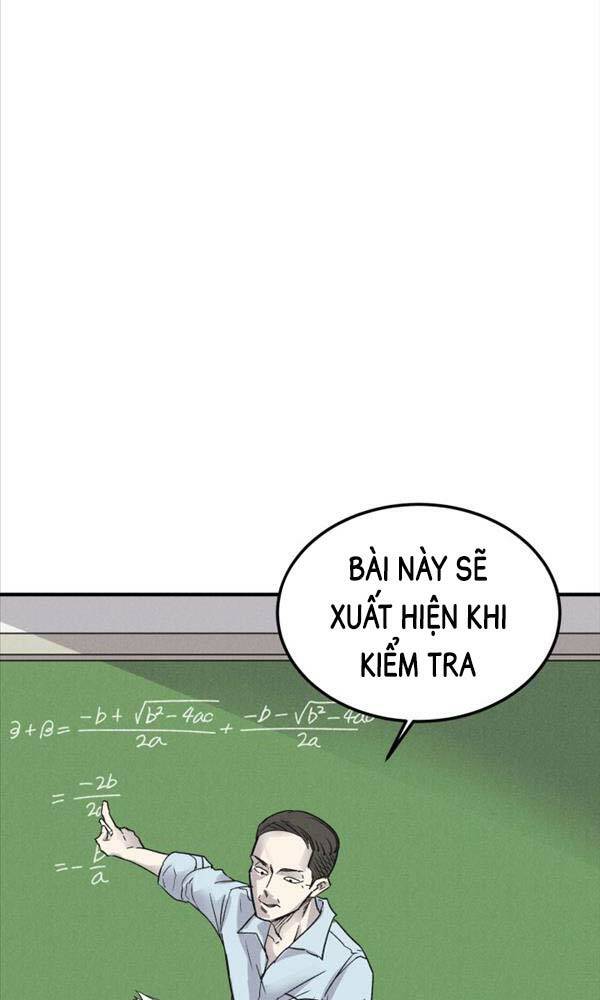 BÀI NÀY SẼ
XUẤT HIỆN KHI
KIỂM TRA
∂+β = (-b+√(b²-4ac))/2a + (-b-√(b²-4ac))/2a
= -2b/2a
= -b/a